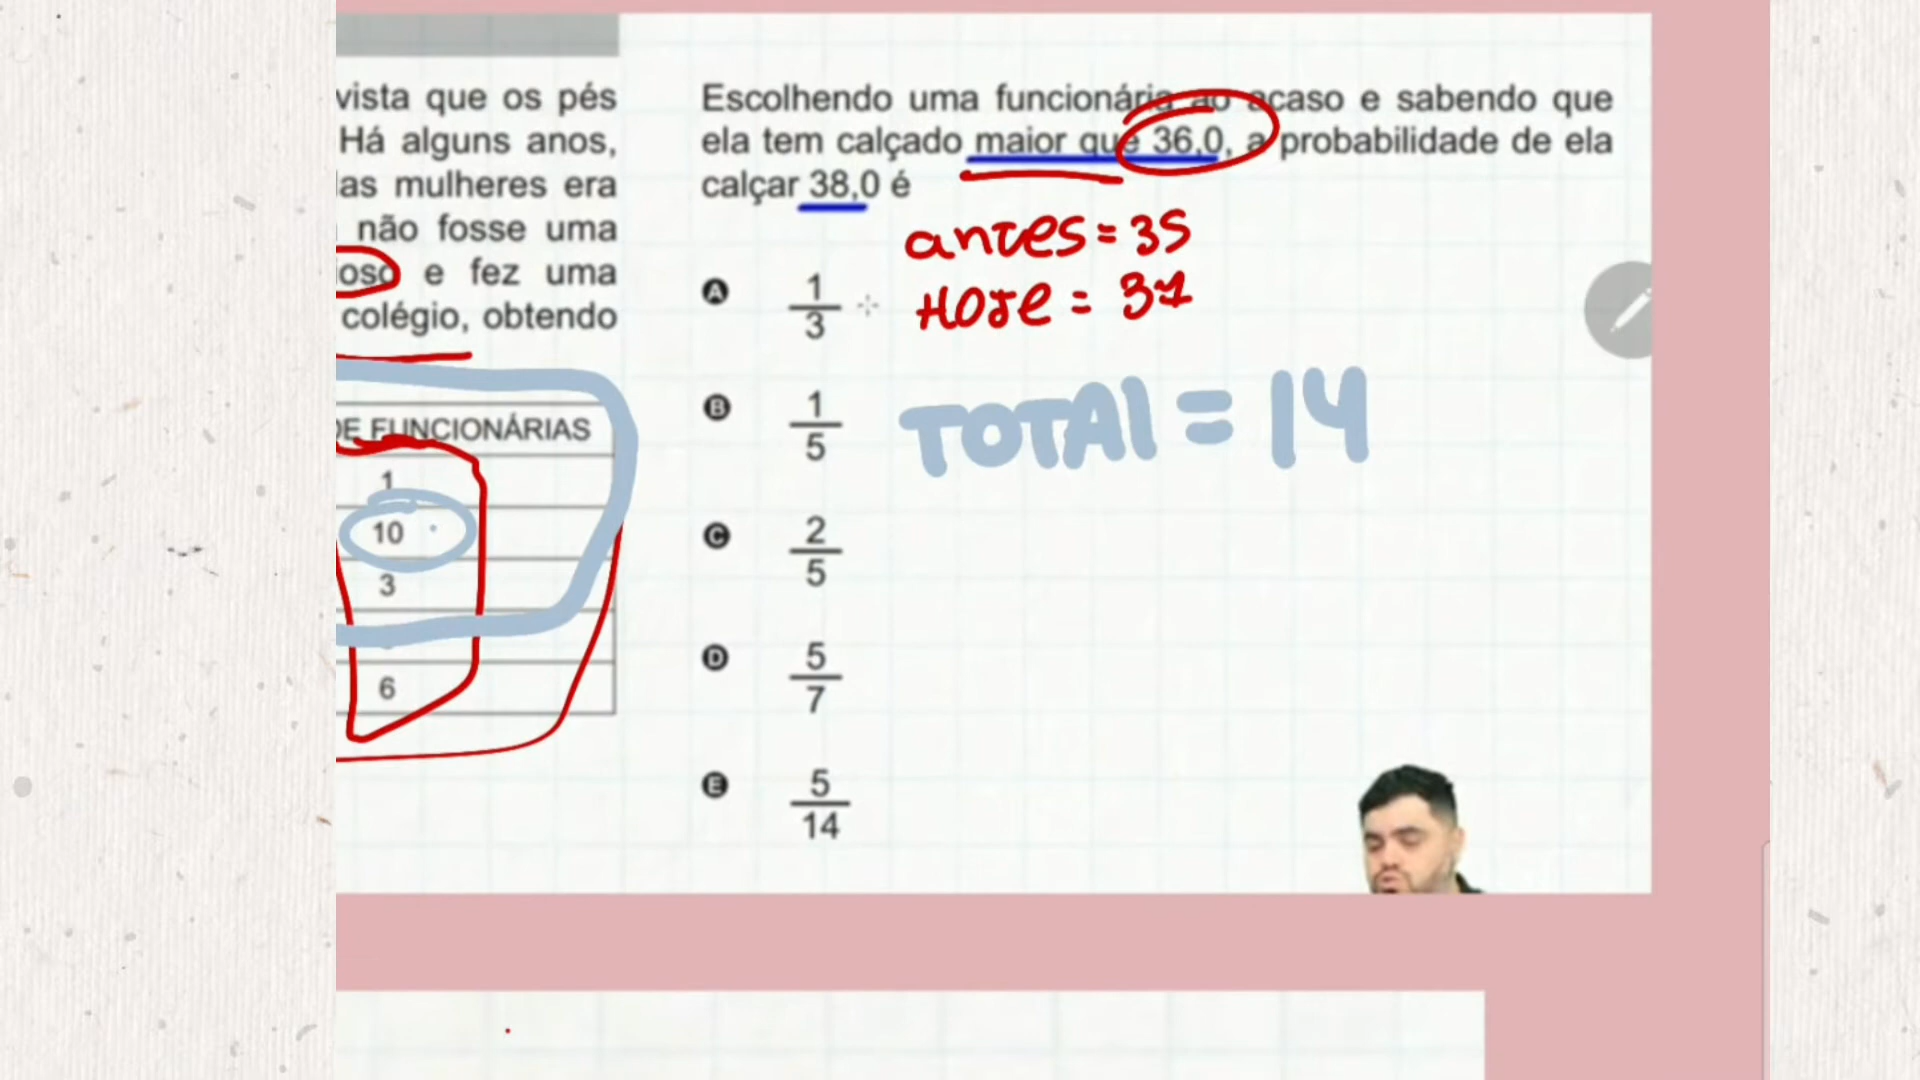 vista que os pés
Há alguns anos,
das mulheres era
não fosse uma
e fez uma
colégio, obtendo
DE FUNCIONÁRIAS
1
10
3
6
Escolhendo uma funcionária ao acaso e sabendo que
ela tem calçado maior que 36,0, a probabilidade de ela
calçar 38,0 é
antes = 35
HOJE = 37
TOTAl = 14
A 1/3
B 1/5
C 2/5
D 5/7
E 5/14